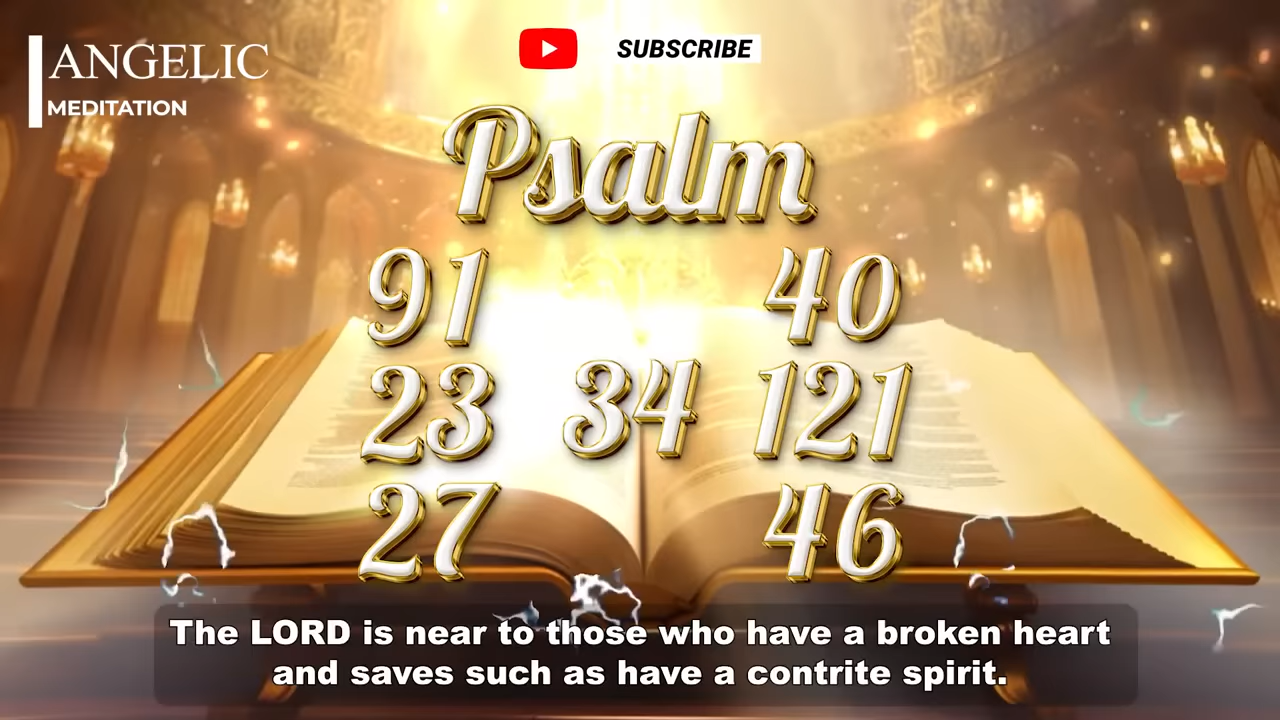 ANGELIC
MEDITATION
SUBSCRIBE
Psalm
91 40
23 34 121
27 46
The LORD is near to those who have a broken heart
and saves such as have a contrite spirit.